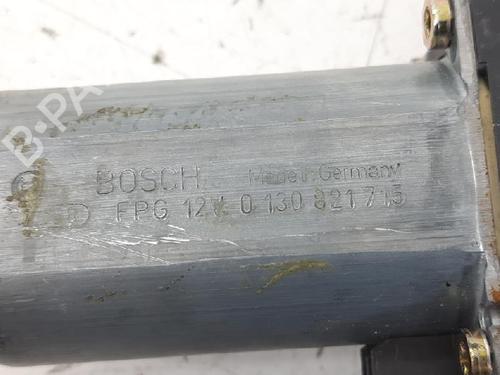 B-PA
BOSCH Made in Germany
FPG 12V 0 130 821 715